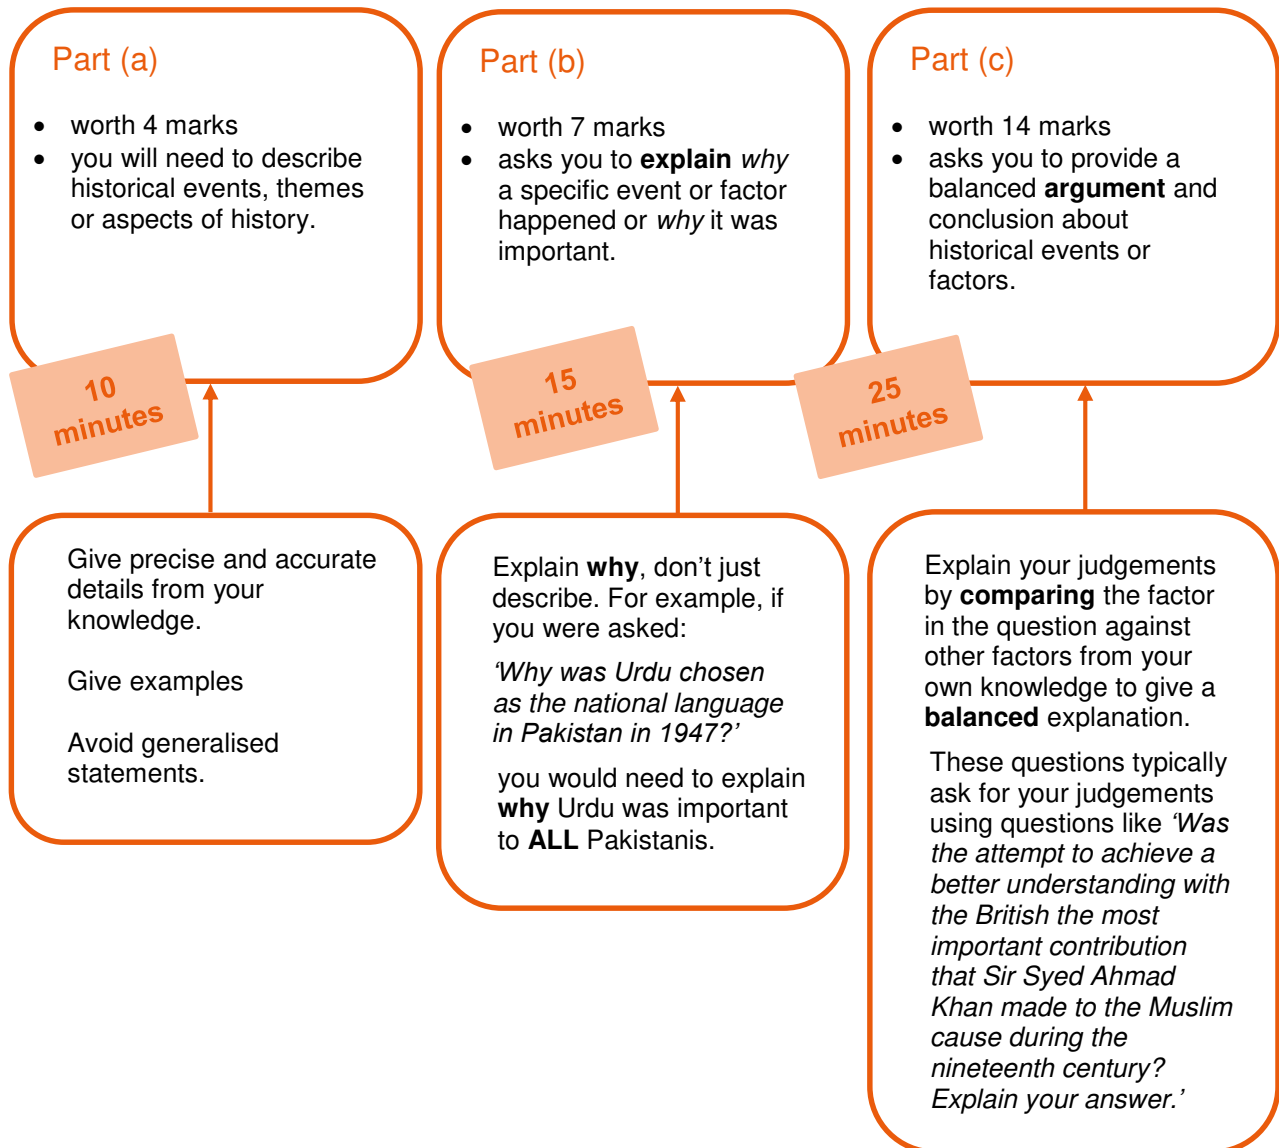 Part (a)
• worth 4 marks
• you will need to describe
historical events, themes
or aspects of history.
10
minutes
Give precise and accurate
details from your
knowledge.
Give examples
Avoid generalised
statements.
Part (b)
• worth 7 marks
• asks you to explain why
a specific event or factor
happened or why it was
important.
15
minutes
Explain why, don’t just
describe. For example, if
you were asked:
‘Why was Urdu chosen
as the national language
in Pakistan in 1947?’
you would need to explain
why Urdu was important
to ALL Pakistanis.
Part (c)
• worth 14 marks
• asks you to provide a
balanced argument and
conclusion about
historical events or
factors.
25
minutes
Explain your judgements
by comparing the factor
in the question against
other factors from your
own knowledge to give a
balanced explanation.
These questions typically
ask for your judgements
using questions like ‘Was
the attempt to achieve a
better understanding with
the British the most
important contribution
that Sir Syed Ahmad
Khan made to the Muslim
cause during the
nineteenth century?
Explain your answer.’